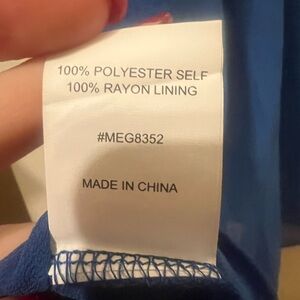 100% POLYESTER SELF
100% RAYON LINING
#MEG8352
MADE IN CHINA